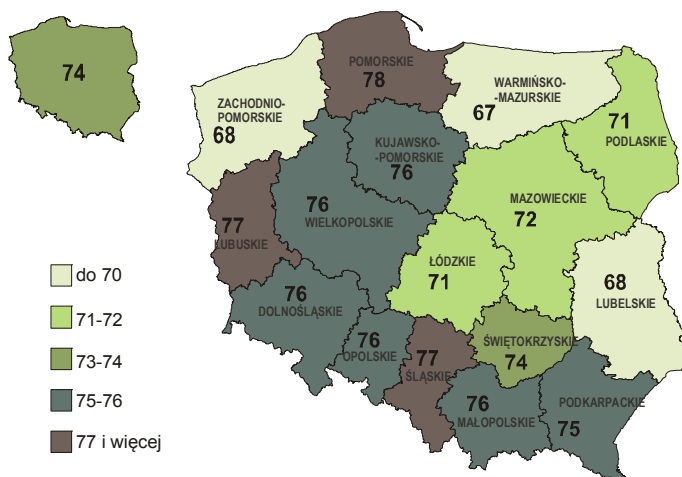 74
POMORSKIE
78
WARMIŃSKO-
-MAZURSKIE
67
ZACHODNIO-
POMORSKIE
68
71
PODLASKIE
KUJAWSKO-
-POMORSKIE
76
76
WIELKOPOLSKIE
MAZOWIECKIE
72
77
LUBUSKIE
ŁÓDZKIE
71
68
LUBELSKIE
76
DOLNOŚLĄSKIE
76
OPOLSKIE
77
ŚLĄSKIE
ŚWIĘTOKRZYSKIE
74
76
MAŁOPOLSKIE
PODKARPACKIE
75
do 70
71-72
73-74
75-76
77 i więcej